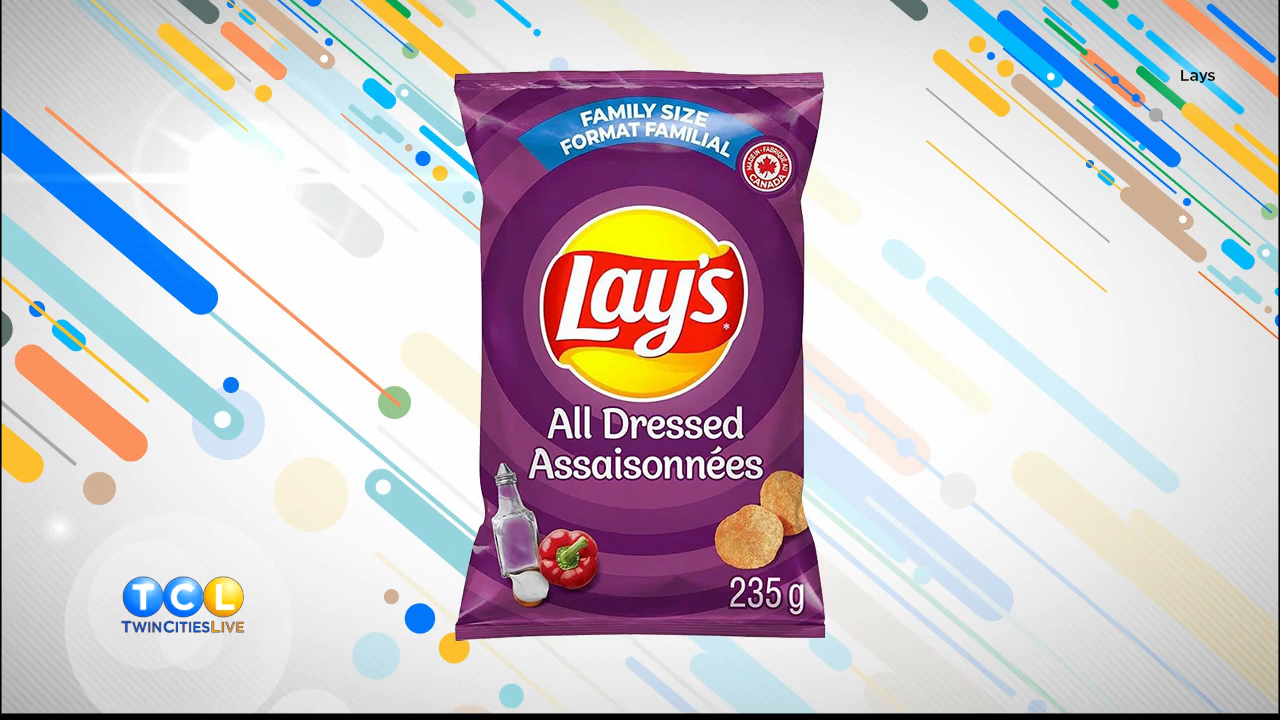 Lays
FAMILY SIZE
FORMAT FAMILIAL
MADE IN • FABRIQUÉ AU
CANADA
Lay's
All Dressed
Assaisonnées
235 g
TCL
TWINCITIESLIVE